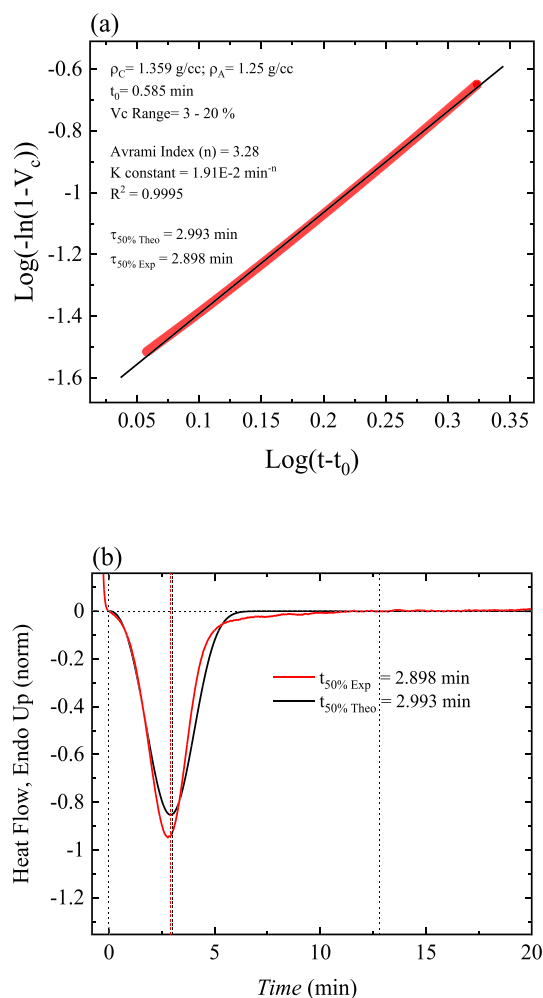 (a)
ρC= 1.359 g/cc; ρA= 1.25 g/cc
t0= 0.585 min
Vc Range= 3 - 20 %
Avrami Index (n) = 3.28
K constant = 1.91E-2 min-n
R2 = 0.9995
τ50% Theo = 2.993 min
τ50% Exp = 2.898 min
Log(-ln(1-Vc))
-0.6
-0.8
-1
-1.2
-1.4
-1.6
0.05 0.1 0.15 0.2 0.25 0.3 0.35
Log(t-t0)
(b)
Heat Flow, Endo Up (norm)
0
-0.2
-0.4
-0.6
-0.8
-1
-1.2
t50% Exp = 2.898 min
t50% Theo = 2.993 min
0 5 10 15 20
Time (min)